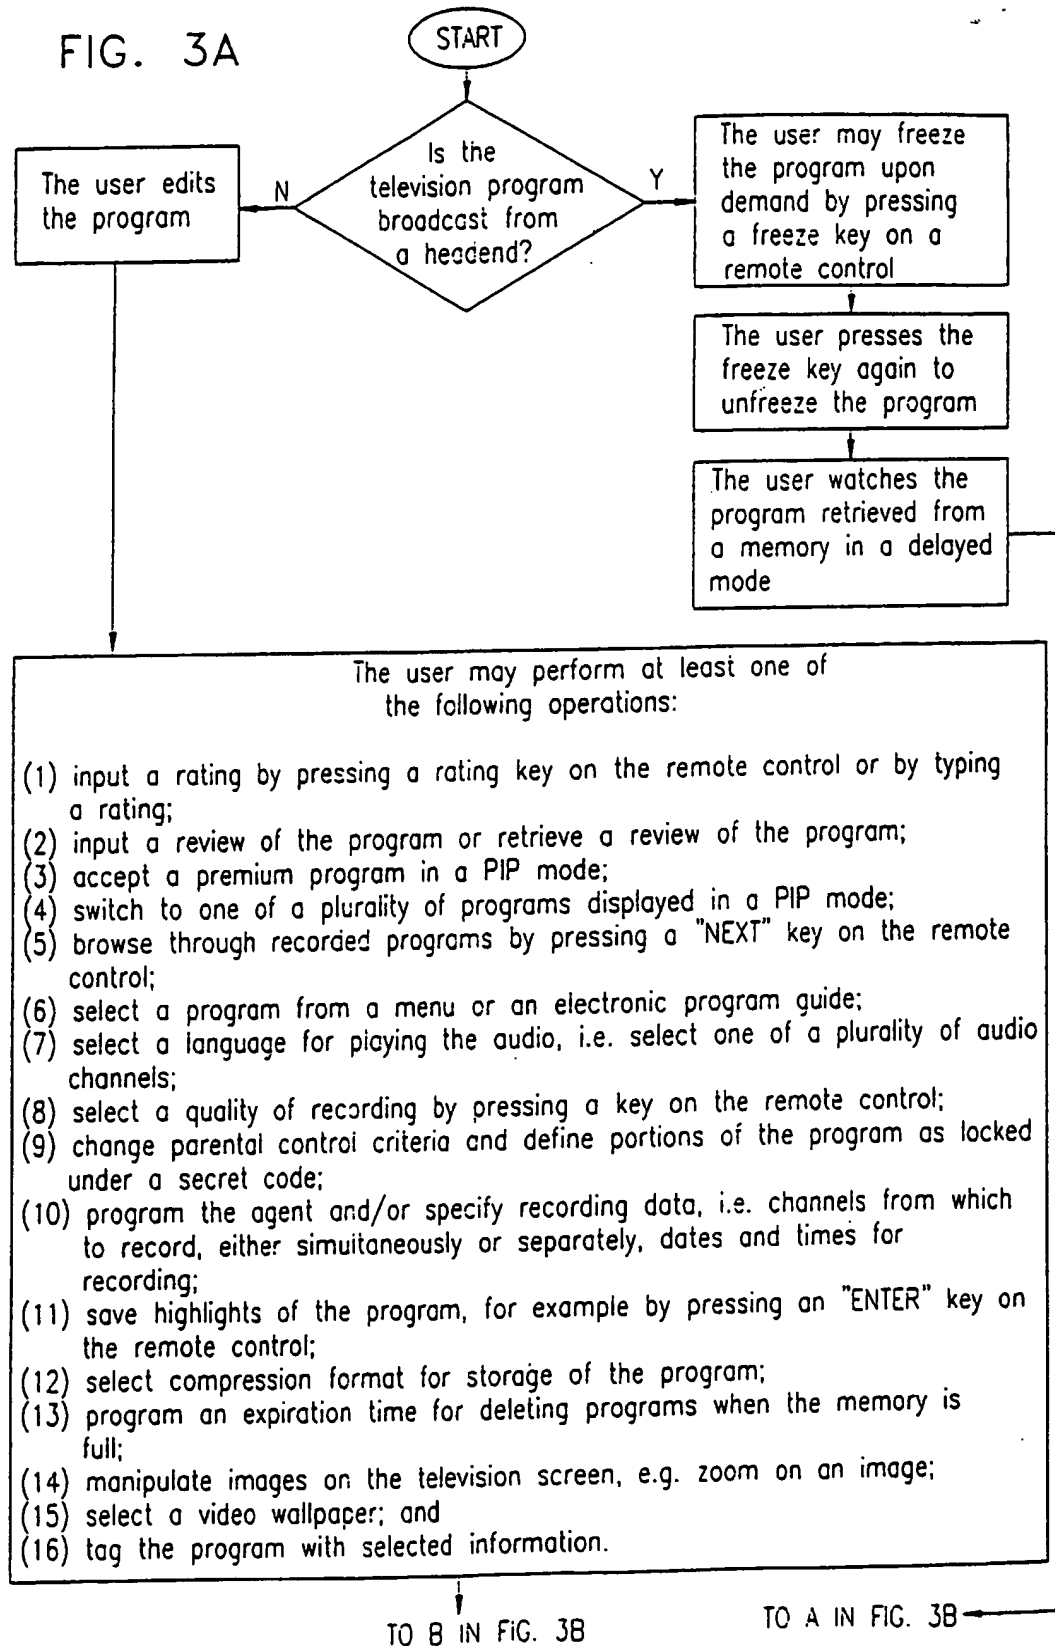 FIG. 3A
START
Is the
television program
broadcast from
a headend?
N
Y
The user edits
the program
The user may freeze
the program upon
demand by pressing
a freeze key on a
remote control
The user presses the
freeze key again to
unfreeze the program
The user watches the
program retrieved from
a memory in a delayed
mode
The user may perform at least one of
the following operations:
(1) input a rating by pressing a rating key on the remote control or by typing
a rating;
(2) input a review of the program or retrieve a review of the program;
(3) accept a premium program in a PIP mode;
(4) switch to one of a plurality of programs displayed in a PIP mode;
(5) browse through recorded programs by pressing a "NEXT" key on the remote
control;
(6) select a program from a menu or an electronic program guide;
(7) select a language for playing the audio, i.e. select one of a plurality of audio
channels;
(8) select a quality of recording by pressing a key on the remote control;
(9) change parental control criteria and define portions of the program as locked
under a secret code;
(10) program the agent and/or specify recording data, i.e. channels from which
to record, either simultaneously or separately, dates and times for
recording;
(11) save highlights of the program, for example by pressing an "ENTER" key on
the remote control;
(12) select compression format for storage of the program;
(13) program an expiration time for deleting programs when the memory is
full;
(14) manipulate images on the television screen, e.g. zoom on an image;
(15) select a video wallpaper; and
(16) tag the program with selected information.
TO B IN FIG. 3B
TO A IN FIG. 3B